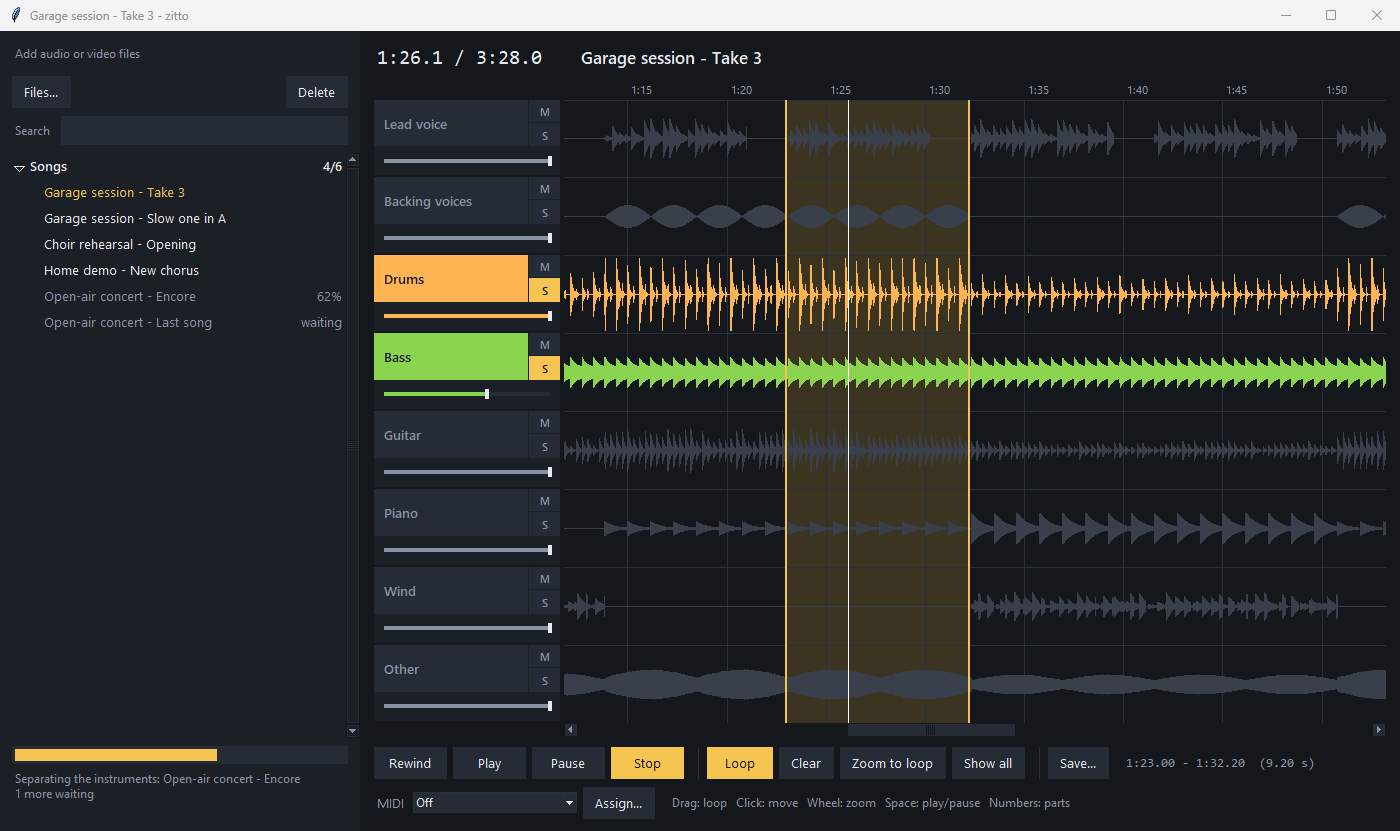 Garage session - Take 3 - zitto
Add audio or video files
Files...
Delete
Search
Songs 4/6
Garage session - Take 3
Garage session - Slow one in A
Choir rehearsal - Opening
Home demo - New chorus
Open-air concert - Encore 62%
Open-air concert - Last song waiting
Separating the instruments: Open-air concert - Encore
1 more waiting
1:26.1 / 3:28.0
Garage session - Take 3
1:15 1:20 1:25 1:30 1:35 1:40 1:45 1:50
Lead voice M
S
Backing voices M
S
Drums M
S
Bass M
S
Guitar M
S
Piano M
S
Wind M
S
Other M
S
Rewind Play Pause Stop Loop Clear Zoom to loop Show all Save... 1:23.00 - 1:32.20 (9.20 s)
MIDI Off Assign... Drag: loop Click: move Wheel: zoom Space: play/pause Numbers: parts